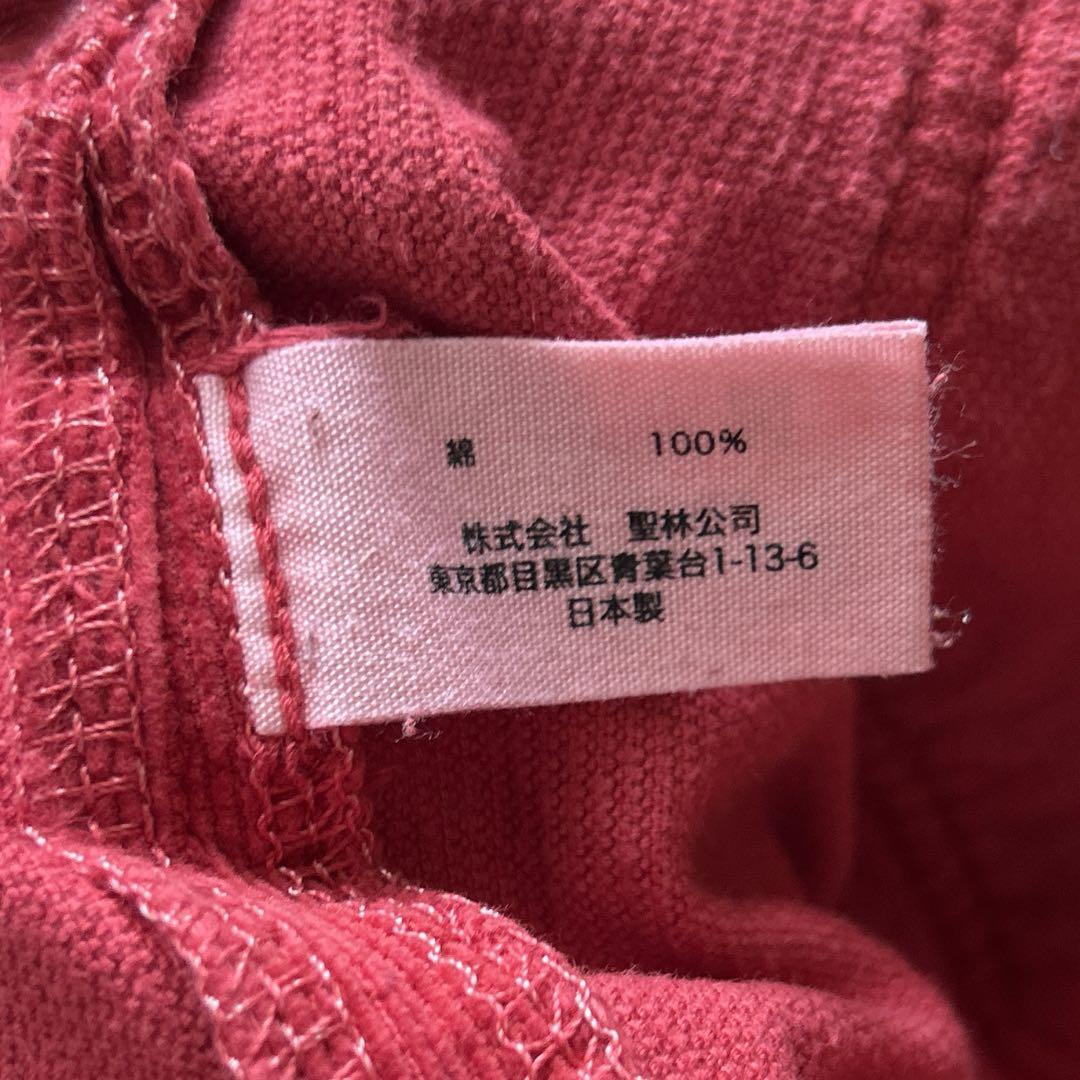 綿 100%
株式会社 聖林公司
東京都目黒区青葉台1-13-6
日本製